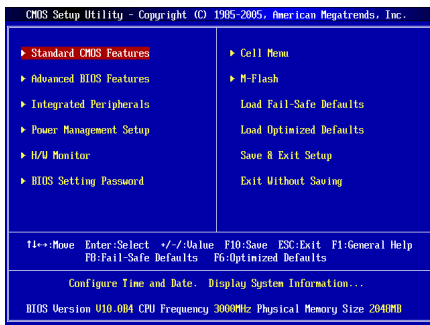 CMOS Setup Utility - Copyright (C) 1985-2005, American Megatrends, Inc.
▶ Standard CMOS Features
▶ Advanced BIOS Features
▶ Integrated Peripherals
▶ Power Management Setup
▶ H/W Monitor
▶ BIOS Setting Password
▶ Cell Menu
▶ M-Flash
Load Fail-Safe Defaults
Load Optimized Defaults
Save & Exit Setup
Exit Without Saving
↑↓←→:Move Enter:Select +/-/:Value F10:Save ESC:Exit F1:General Help
F8:Fail-Safe Defaults F6:Optimized Defaults
Configure Time and Date. Display System Information...
BIOS Version V10.0B4 CPU Frequency 3000MHz Physical Memory Size 2048MB